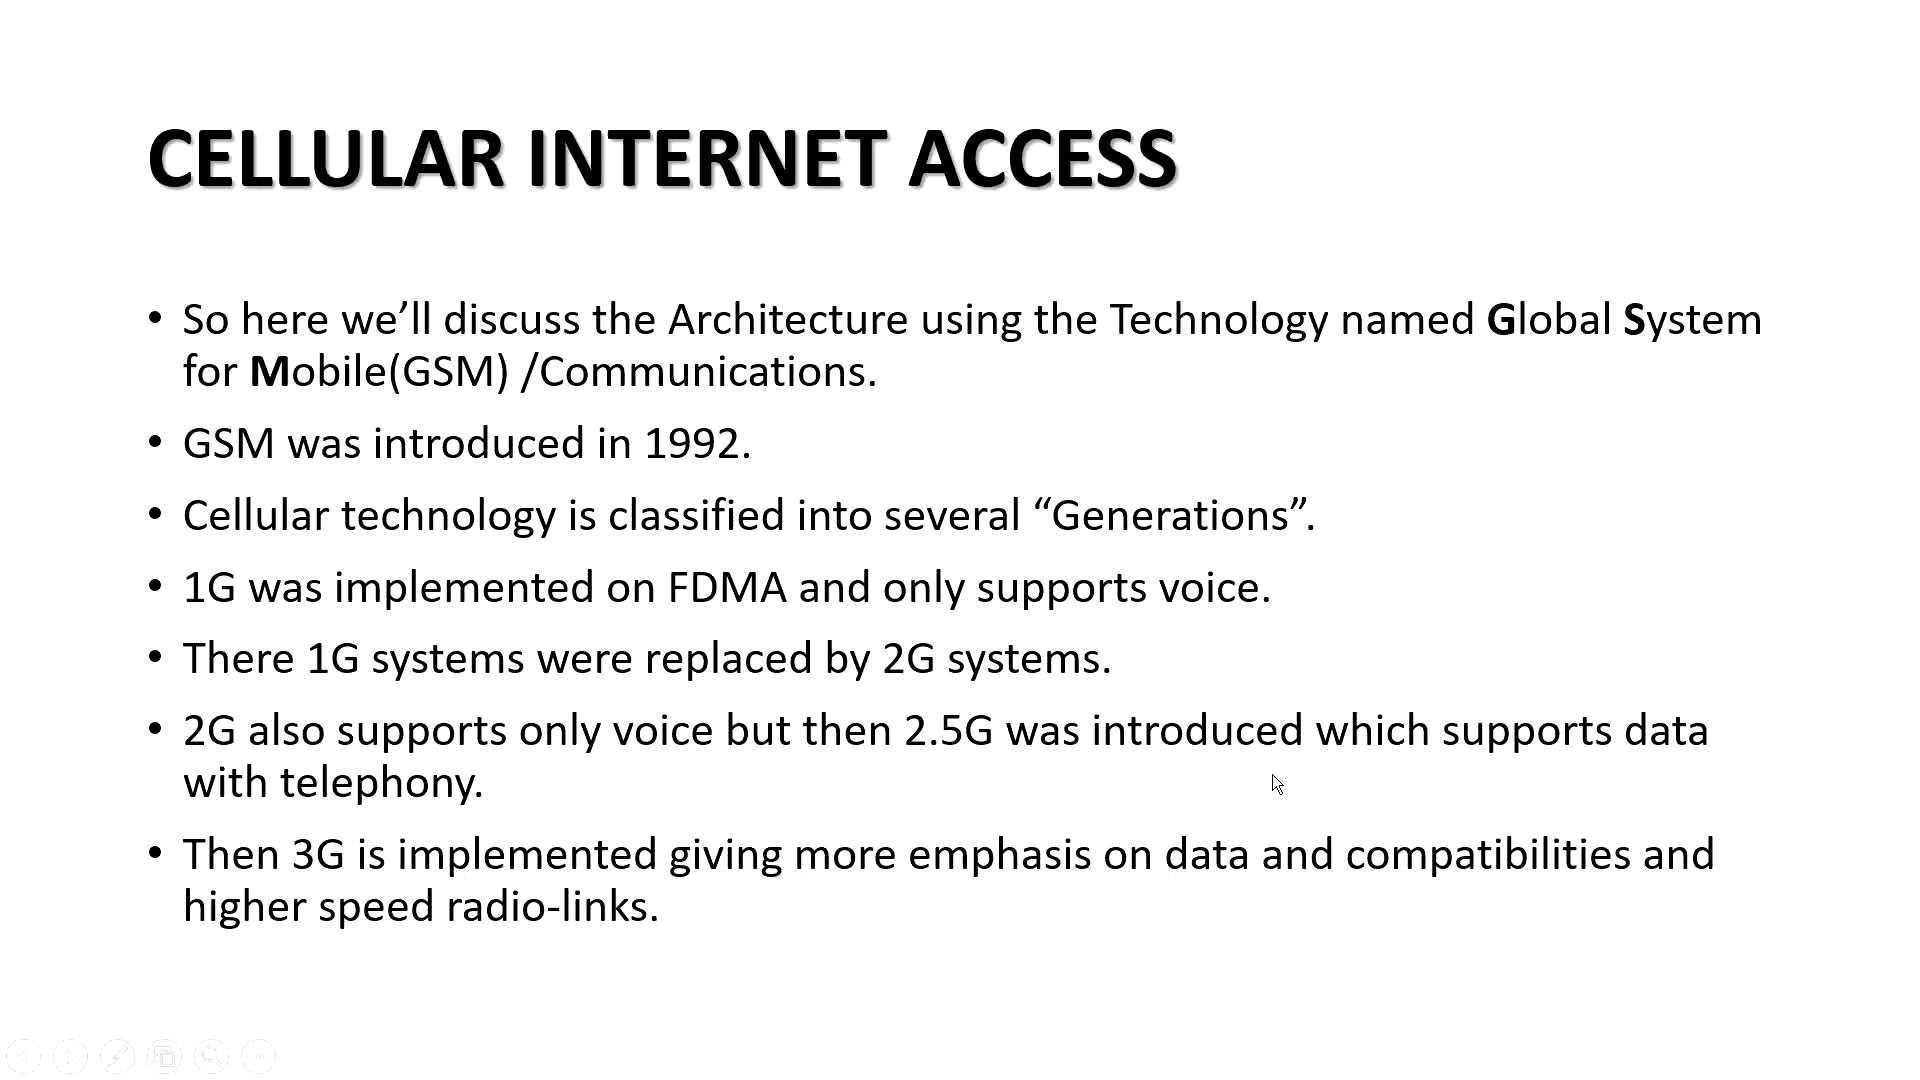 CELLULAR INTERNET ACCESS
• So here we’ll discuss the Architecture using the Technology named Global System
for Mobile(GSM) /Communications.
• GSM was introduced in 1992.
• Cellular technology is classified into several “Generations”.
• 1G was implemented on FDMA and only supports voice.
• There 1G systems were replaced by 2G systems.
• 2G also supports only voice but then 2.5G was introduced which supports data
with telephony.
• Then 3G is implemented giving more emphasis on data and compatibilities and
higher speed radio-links.